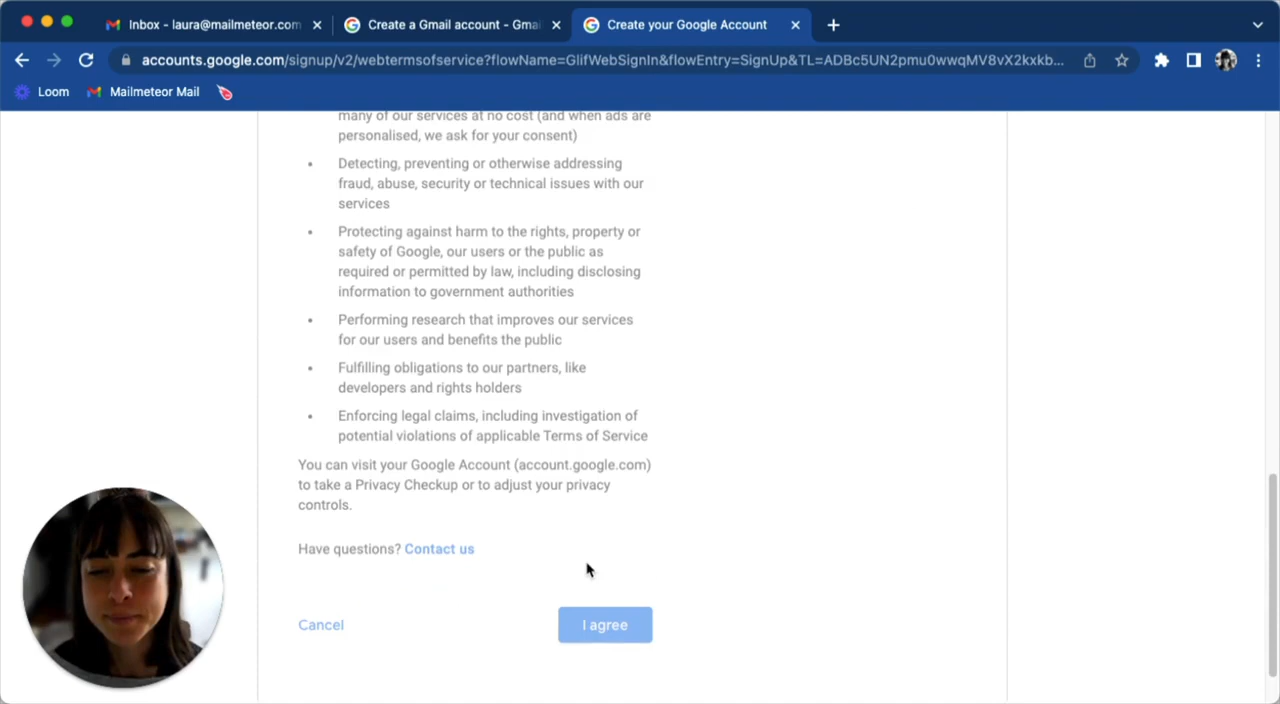 Inbox - laura@mailmeteor.com
Create a Gmail account - Gmai
Create your Google Account
accounts.google.com/signup/v2/webtermsofservice?flowName=GlifWebSignIn&flowEntry=SignUp&TL=ADBc5UN2pmu0wwqMV8vX2kxkb...
Loom
Mailmeteor Mail
many of our services at no cost (and when ads are
personalised, we ask for your consent)
• Detecting, preventing or otherwise addressing
fraud, abuse, security or technical issues with our
services
• Protecting against harm to the rights, property or
safety of Google, our users or the public as
required or permitted by law, including disclosing
information to government authorities
• Performing research that improves our services
for our users and benefits the public
• Fulfilling obligations to our partners, like
developers and rights holders
• Enforcing legal claims, including investigation of
potential violations of applicable Terms of Service
You can visit your Google Account (account.google.com)
to take a Privacy Checkup or to adjust your privacy
controls.
Have questions? Contact us
Cancel
I agree